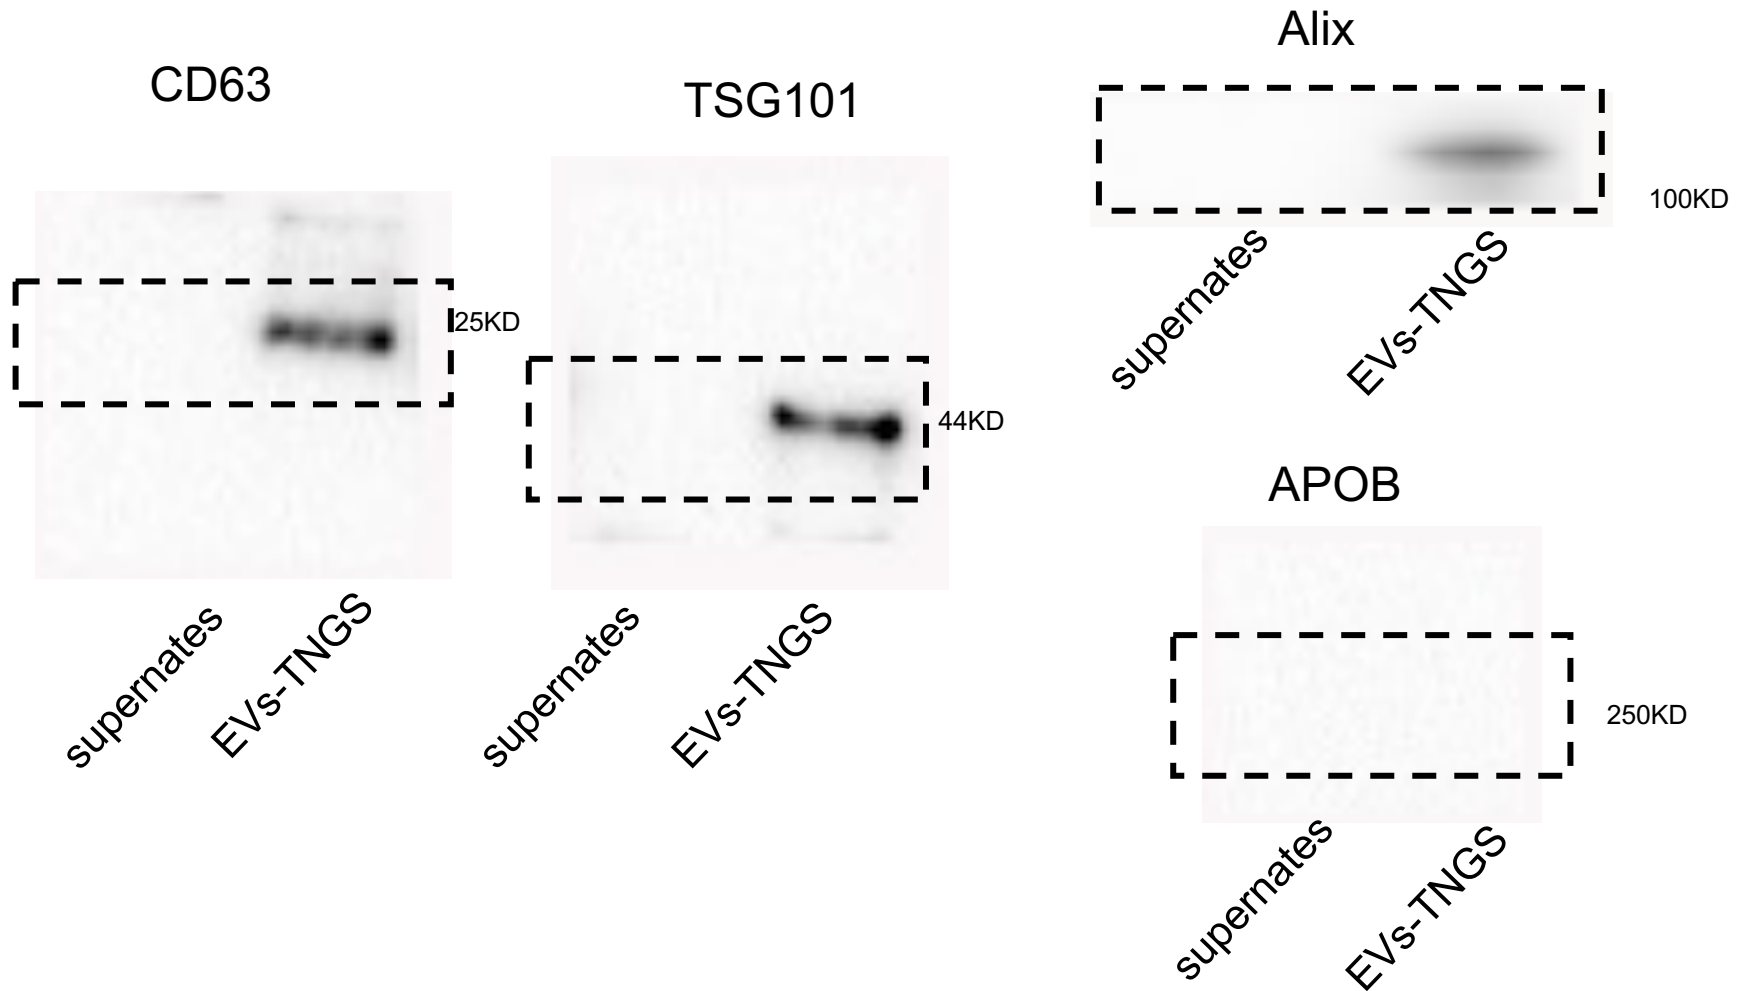 CD63
25KD
supernates
EVs-TNGS
TSG101
44KD
supernates
EVs-TNGS
Alix
100KD
supernates
EVs-TNGS
APOB
250KD
supernates
EVs-TNGS